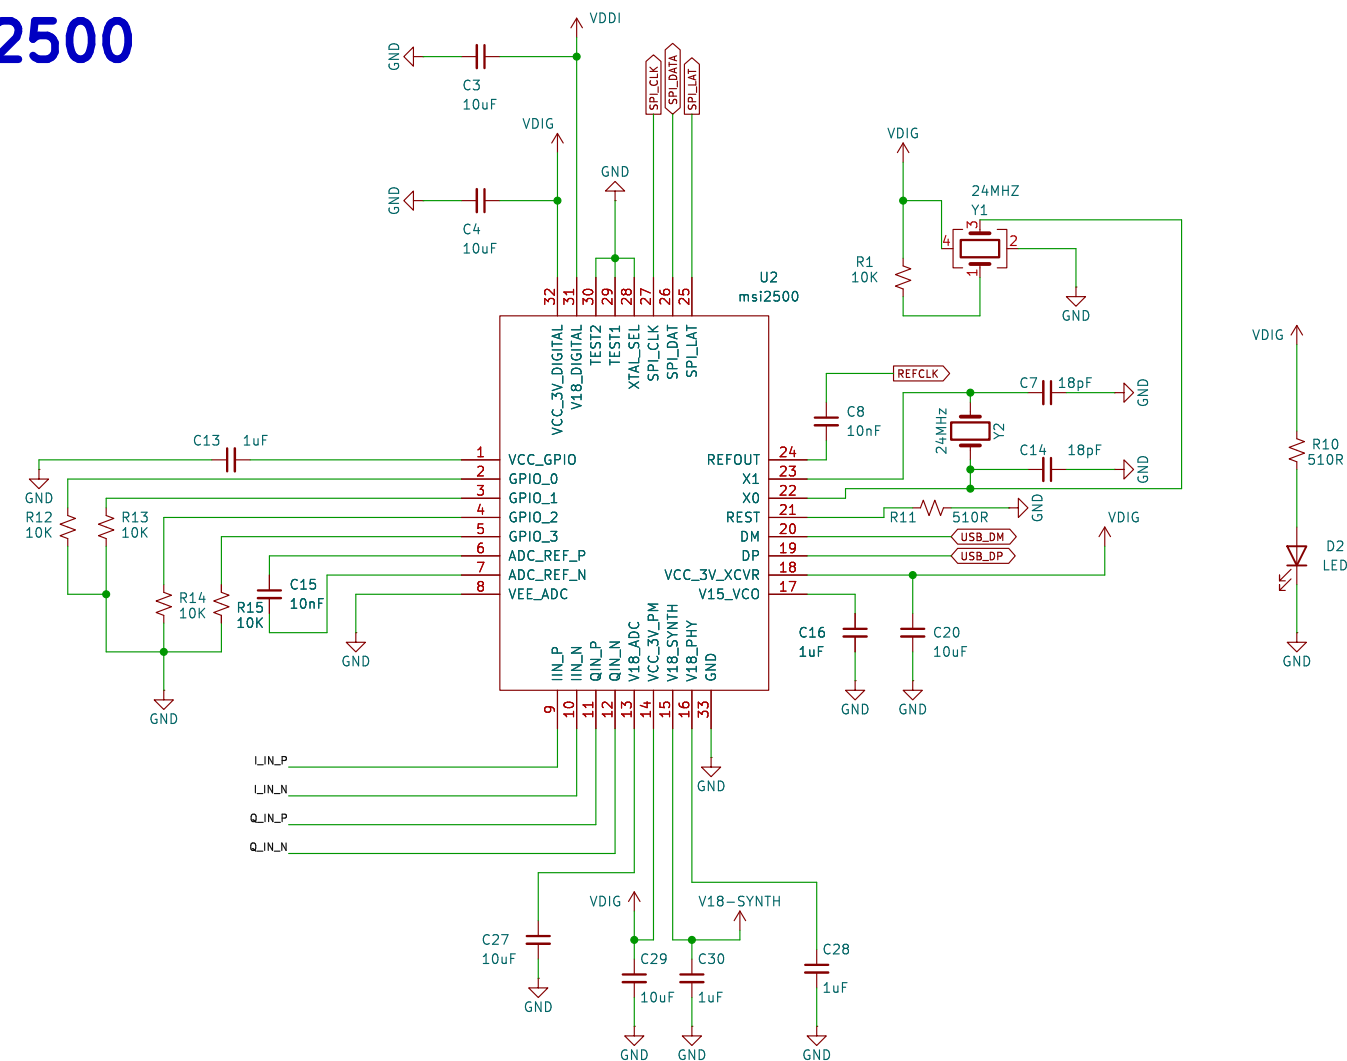 2500
VDDI
GND
C3
10uF
SPI_CLK
SPI_DATA
SPI_LAT
VDIG
GND
GND
C4
10uF
VDIG
24MHZ
Y1
3
4
2
1
R1
10K
GND
U2
msi2500
32
31
30
29
28
27
26
25
VCC_3V_DIGITAL
V18_DIGITAL
TEST2
TEST1
XTAL_SEL
SPI_CLK
SPI_DAT
SPI_LAT
VDIG
REFCLK
C7
18pF
GND
C8
10nF
24MHz
Y2
C14
18pF
GND
R10
510R
C13
1uF
GND
1
VCC_GPIO
2
GPIO_0
3
GPIO_1
4
GPIO_2
5
GPIO_3
6
ADC_REF_P
7
ADC_REF_N
8
VEE_ADC
REFOUT
24
X1
23
X0
22
REST
21
DM
20
DP
19
VCC_3V_XCVR
18
V15_VCO
17
R11
510R
GND
USB_DM
USB_DP
VDIG
D2
LED
GND
R12
10K
R13
10K
R14
10K
R15
10K
C15
10nF
GND
GND
C16
1uF
GND
C20
10uF
GND
IIN_P
IIN_N
QIN_P
QIN_N
V18_ADC
VCC_3V_PM
V18_SYNTH
V18_PHY
GND
9
10
11
12
13
14
15
16
33
GND
I_IN_P
I_IN_N
Q_IN_P
Q_IN_N
VDIG
V18-SYNTH
C27
10uF
GND
C29
10uF
GND
C30
1uF
GND
C28
1uF
GND